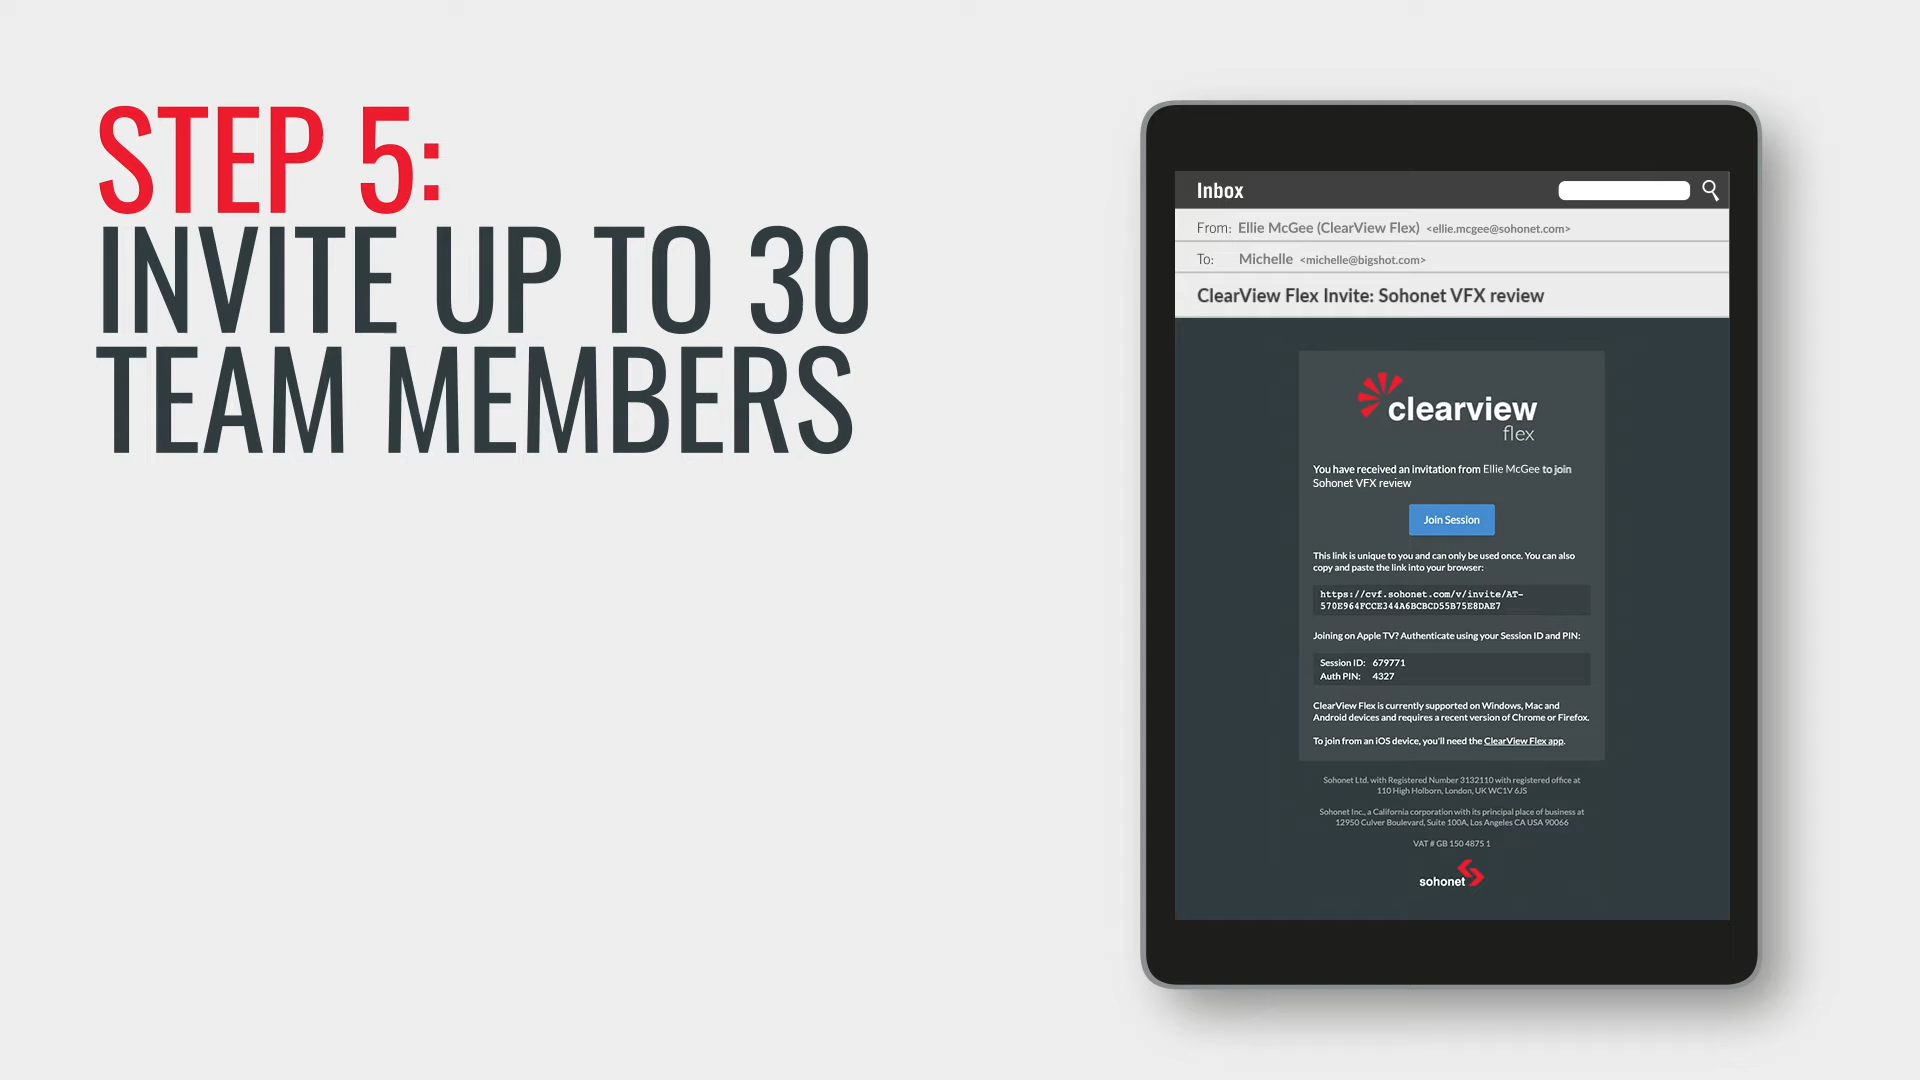 STEP 5:
INVITE UP TO 30
TEAM MEMBERS
Inbox
From: Ellie McGee (ClearView Flex) <ellie.mcgee@sohonet.com>
To: Michelle <michelle@bigshot.com>
ClearView Flex Invite: Sohonet VFX review
clearview
flex
You have received an invitation from Ellie McGee to join
Sohonet VFX review
Join Session
This link is unique to you and can only be used once. You can also
copy and paste the link into your browser:
https://cvf.sohonet.com/v/invite/AT-
570E964FCCE344A6BCBCD55B75E8DAE7
Joining on Apple TV? Authenticate using your Session ID and PIN:
Session ID: 679771
Auth PIN: 4327
ClearView Flex is currently supported on Windows, Mac and
Android devices and requires a recent version of Chrome or Firefox.
To join from an iOS device, you'll need the ClearView Flex app.
Sohonet Ltd. with Registered Number 3132110 with registered office at
110 High Holborn, London, UK WC1V 6JS
Sohonet Inc., a California corporation with its principal place of business at
12950 Culver Boulevard, Suite 100A, Los Angeles CA USA 90066
VAT # GB 150 4875 1
sohonet